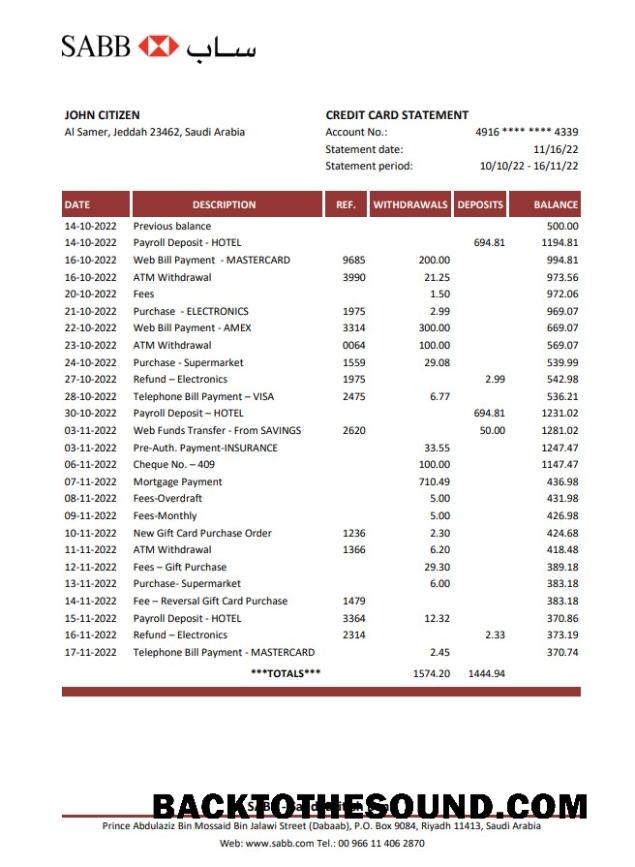 SABB ساب
JOHN CITIZEN CREDIT CARD STATEMENT
Al Samer, Jeddah 23462, Saudi Arabia Account No.: 4916 **** **** 4339
Statement date: 11/16/22
Statement period: 10/10/22 - 16/11/22
DATE DESCRIPTION REF. WITHDRAWALS DEPOSITS BALANCE
14-10-2022 Previous balance 500.00
14-10-2022 Payroll Deposit - HOTEL 694.81 1194.81
16-10-2022 Web Bill Payment - MASTERCARD 9685 200.00 994.81
16-10-2022 ATM Withdrawal 3990 21.25 973.56
20-10-2022 Fees 1.50 972.06
21-10-2022 Purchase - ELECTRONICS 1975 2.99 969.07
22-10-2022 Web Bill Payment - AMEX 3314 300.00 669.07
23-10-2022 ATM Withdrawal 0064 100.00 569.07
24-10-2022 Purchase - Supermarket 1559 29.08 539.99
27-10-2022 Refund – Electronics 1975 2.99 542.98
28-10-2022 Telephone Bill Payment – VISA 2475 6.77 536.21
30-10-2022 Payroll Deposit – HOTEL 694.81 1231.02
03-11-2022 Web Funds Transfer - From SAVINGS 2620 50.00 1281.02
03-11-2022 Pre-Auth. Payment-INSURANCE 33.55 1247.47
06-11-2022 Cheque No. – 409 100.00 1147.47
07-11-2022 Mortgage Payment 710.49 436.98
08-11-2022 Fees-Overdraft 5.00 431.98
09-11-2022 Fees-Monthly 5.00 426.98
10-11-2022 New Gift Card Purchase Order 1236 2.30 424.68
11-11-2022 ATM Withdrawal 1366 6.20 418.48
12-11-2022 Fees – Gift Purchase 29.30 389.18
13-11-2022 Purchase- Supermarket 6.00 383.18
14-11-2022 Fee – Reversal Gift Card Purchase 1479 383.18
15-11-2022 Payroll Deposit - HOTEL 3364 12.32 370.86
16-11-2022 Refund – Electronics 2314 2.33 373.19
17-11-2022 Telephone Bill Payment - MASTERCARD 2.45 370.74
***TOTALS*** 1574.20 1444.94
BACKTOTHESOUND.COM
Prince Abdulaziz Bin Mossaid Bin Jalawi Street (Dabaab), P.O. Box 9084, Riyadh 11413, Saudi Arabia
Web: www.sabb.com Tel.: 00 966 11 406 2870